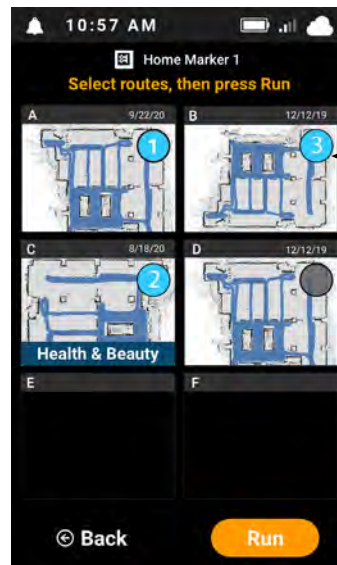 10:57 AM
Home Marker 1
Select routes, then press Run
A 9/22/20
1
B 12/12/19
3
C 8/18/20
2
Health & Beauty
D 12/12/19
E
F
Back
Run